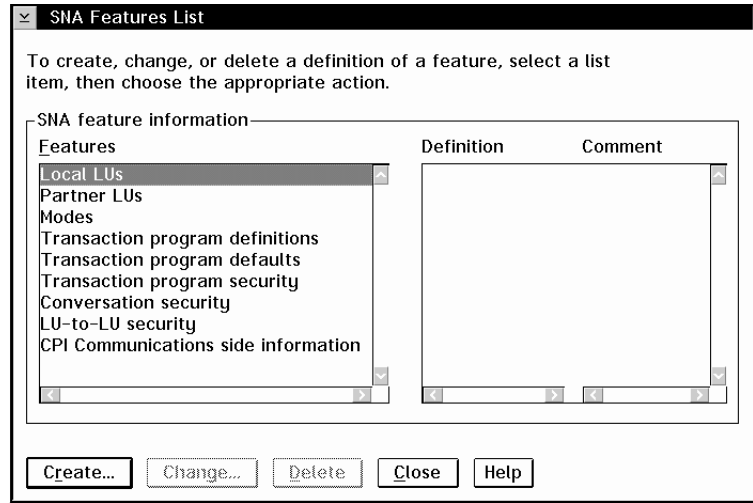 SNA Features List
To create, change, or delete a definition of a feature, select a list
item, then choose the appropriate action.
SNA feature information
Features Definition Comment
Local LUs
Partner LUs
Modes
Transaction program definitions
Transaction program defaults
Transaction program security
Conversation security
LU-to-LU security
CPI Communications side information
Create... Change... Delete Close Help